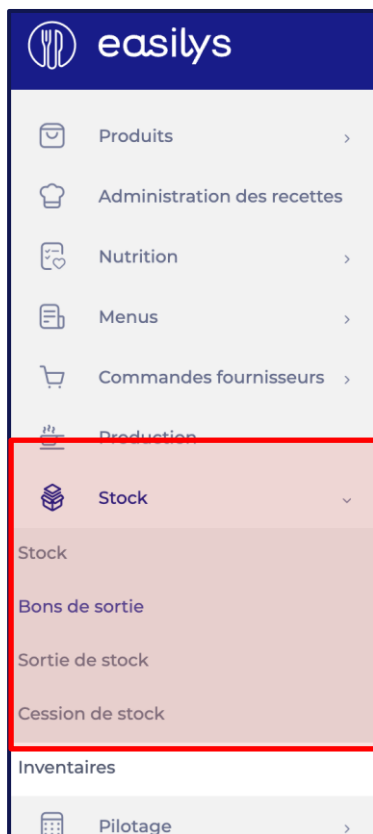 easilys
Produits
Administration des recettes
Nutrition
Menus
Commandes fournisseurs
Production
Stock
Stock
Bons de sortie
Sortie de stock
Cession de stock
Inventaires
Pilotage